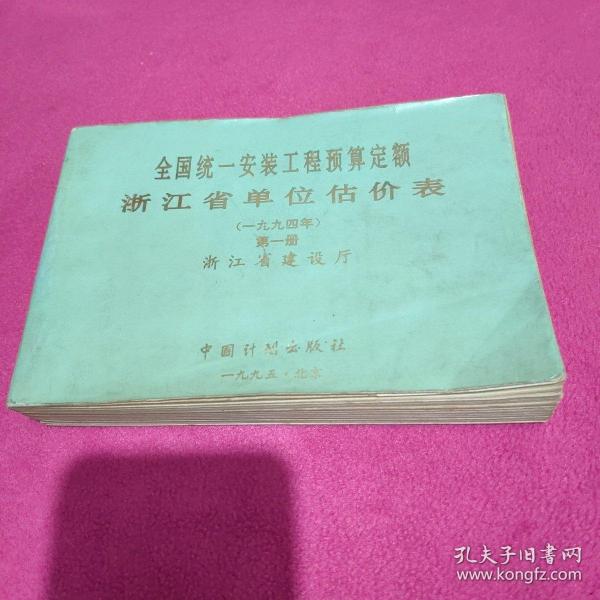 全国统一安装工程预算定额
浙江省单位估价表
(一九九四年)
第一册
浙江省建设厅
中国计划出版社
一九九五·北京
孔夫子旧书网
www.kongfz.com